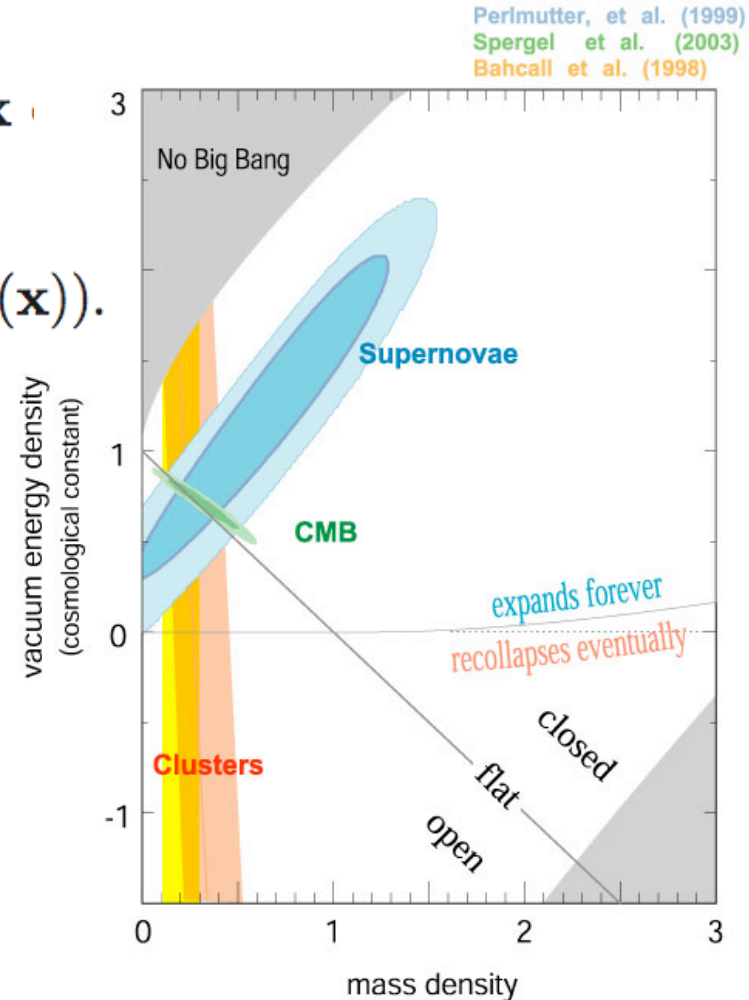 Perlmutter, et al. (1999)
Spergel et al. (2003)
Bahcall et al. (1998)
x
3
No Big Bang
(x)).
Supernovae
vacuum energy density
(cosmological constant)
1
CMB
expands forever
0
recollapses eventually
closed
Clusters
flat
-1
open
0
1
2
3
mass density